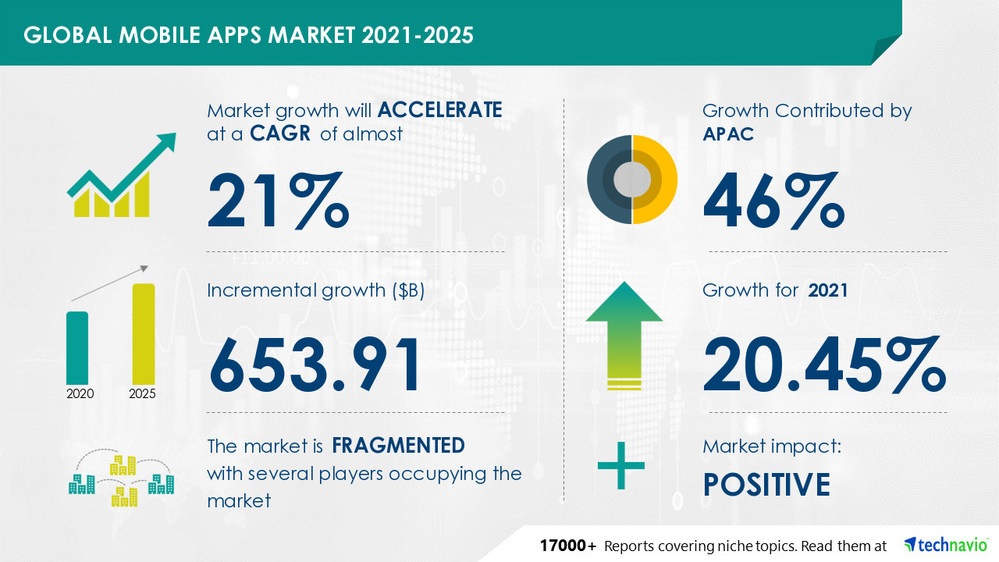 GLOBAL MOBILE APPS MARKET 2021-2025
Market growth will ACCELERATE
at a CAGR of almost
21%
Growth Contributed by
APAC
46%
Incremental growth ($B)
653.91
2020 2025
Growth for 2021
20.45%
The market is FRAGMENTED
with several players occupying the
market
Market impact:
POSITIVE
17000+ Reports covering niche topics. Read them at
technavio